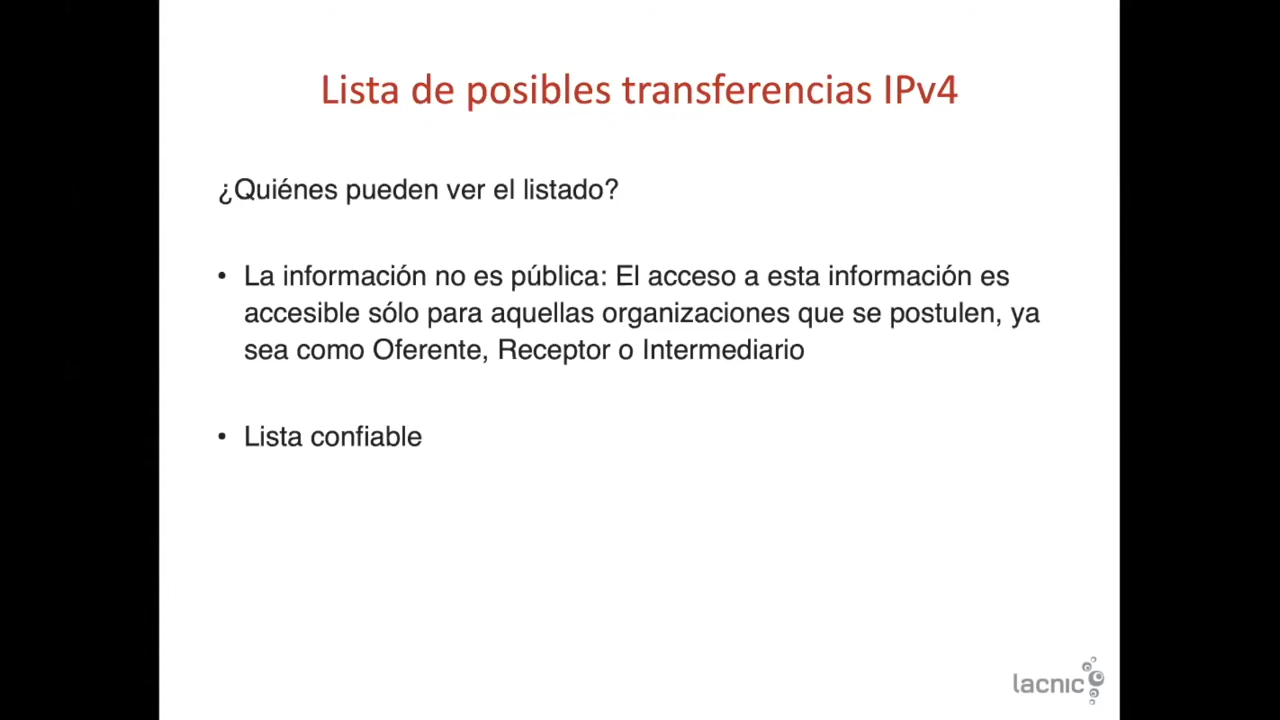 Lista de posibles transferencias IPv4
¿Quiénes pueden ver el listado?
• La información no es pública: El acceso a esta información es
accesible sólo para aquellas organizaciones que se postulen, ya
sea como Oferente, Receptor o Intermediario
• Lista confiable
lacnic